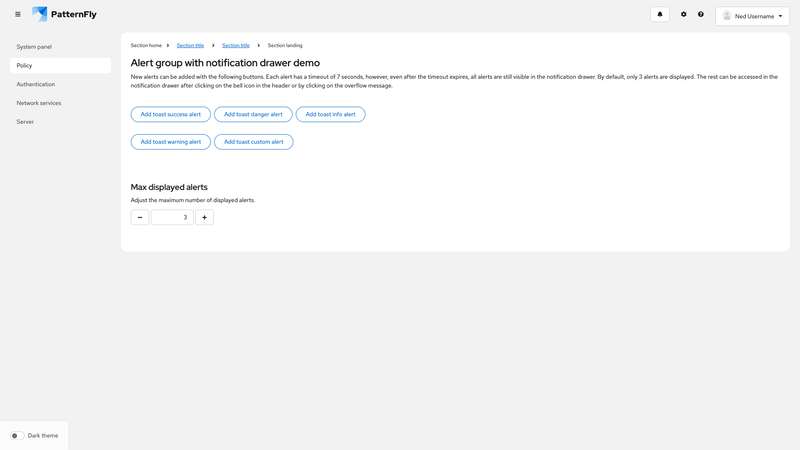 PatternFly
Ned Username
System panel
Policy
Authentication
Network services
Server
Section home
Section title
Section title
Section landing
Alert group with notification drawer demo
New alerts can be added with the following buttons. Each alert has a timeout of 7 seconds, however, even after the timeout expires, all alerts are still visible in the notification drawer. By default, only 3 alerts are displayed. The rest can be accessed in the
notification drawer after clicking on the bell icon in the header or by clicking on the overflow message.
Add toast success alert
Add toast danger alert
Add toast info alert
Add toast warning alert
Add toast custom alert
Max displayed alerts
Adjust the maximum number of displayed alerts.
3
Dark theme